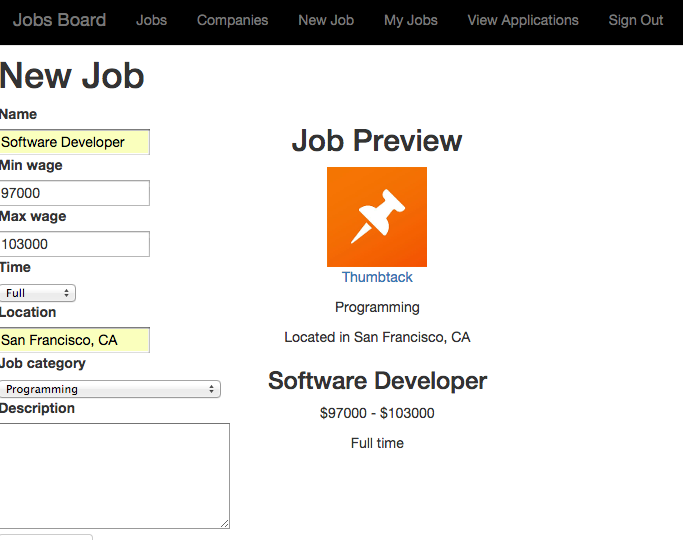 Jobs Board Jobs Companies New Job My Jobs View Applications Sign Out
New Job
Name
Software Developer
Min wage
97000
Max wage
103000
Time
Full
Location
San Francisco, CA
Job category
Programming
Description
Job Preview
Thumbtack
Programming
Located in San Francisco, CA
Software Developer
$97000 - $103000
Full time